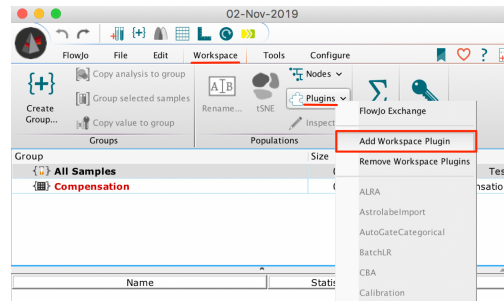 02-Nov-2019
FlowJo File Edit Workspace Tools Configure
Copy analysis to group
Group selected samples
Copy value to group
Create
Group...
Groups
Rename...
tSNE
Nodes
Plugins
Inspect
Populations
FlowJo Exchange
Add Workspace Plugin
Remove Workspace Plugins
ALRA
AstrolabeImport
AutoGateCategorical
BatchLR
CBA
Calibration
Group Size
All Samples
Compensation
Name Statis